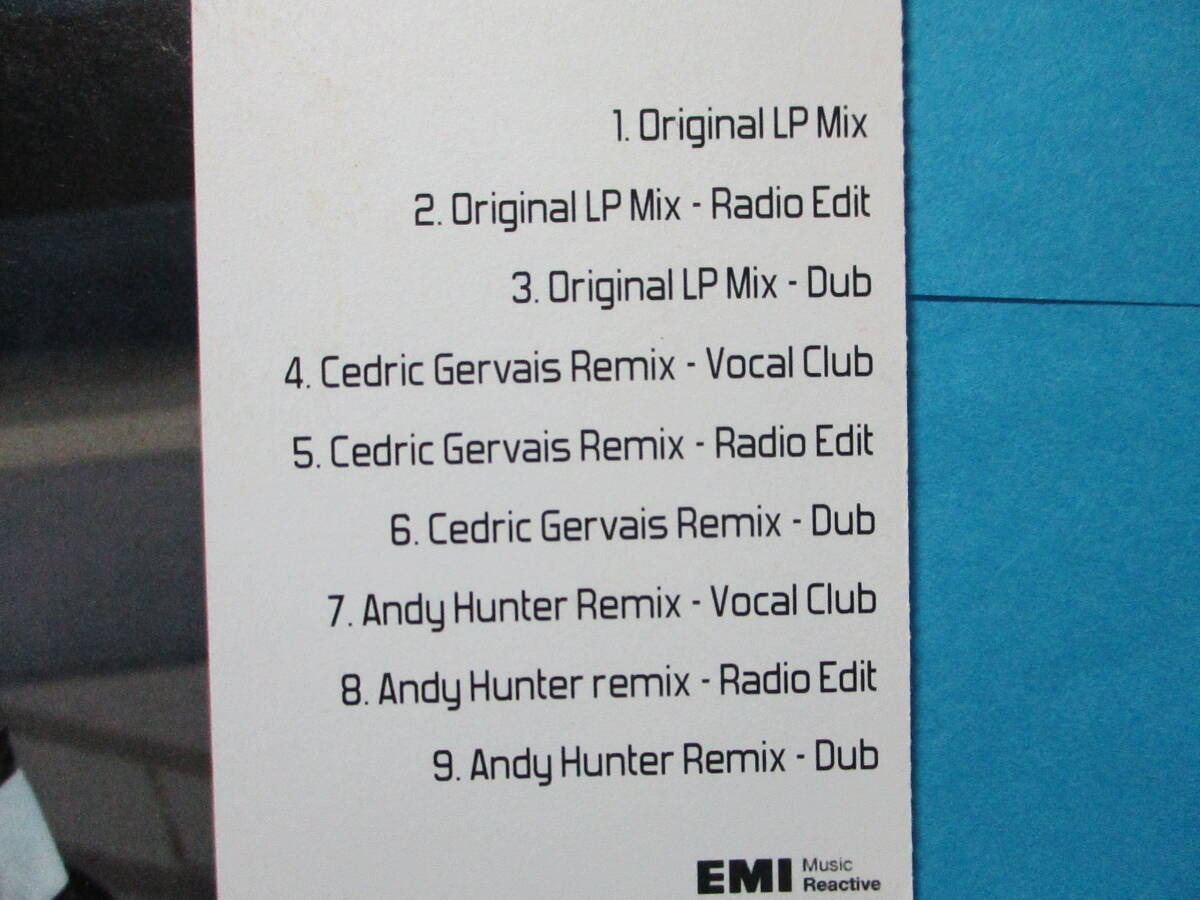 1. Original LP Mix
2. Original LP Mix - Radio Edit
3. Original LP Mix - Dub
4. Cedric Gervais Remix - Vocal Club
5. Cedric Gervais Remix - Radio Edit
6. Cedric Gervais Remix - Dub
7. Andy Hunter Remix - Vocal Club
8. Andy Hunter remix - Radio Edit
9. Andy Hunter Remix - Dub
EMI Music
Reactive